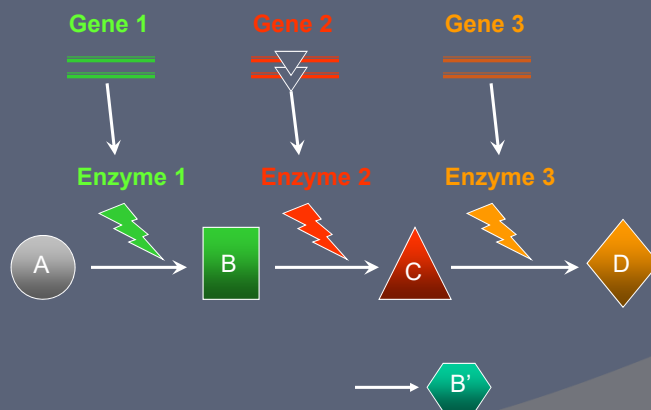 Gene 1 Gene 2 Gene 3
Enzyme 1 Enzyme 2 Enzyme 3
A B C D
B’